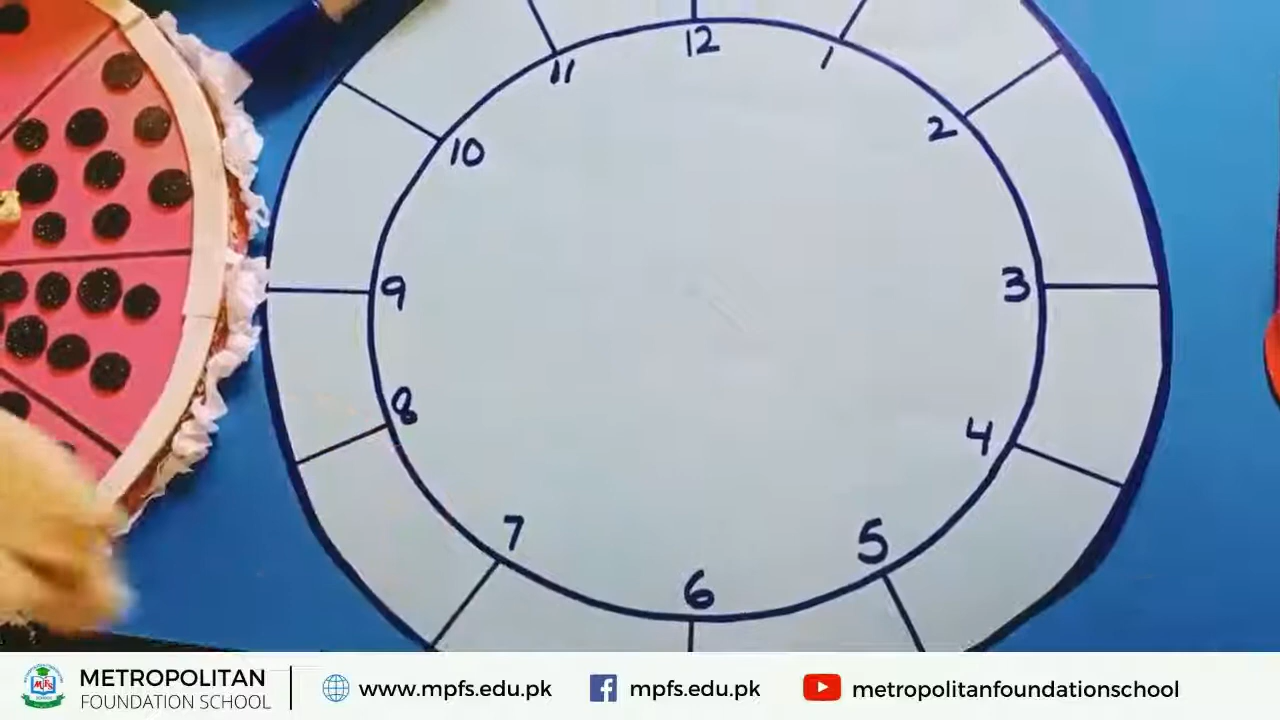 12
11
1
10
2
9
3
8
4
7
5
6
METROPOLITAN
FOUNDATION SCHOOL
www.mpfs.edu.pk
mpfs.edu.pk
metropolitanfoundationschool